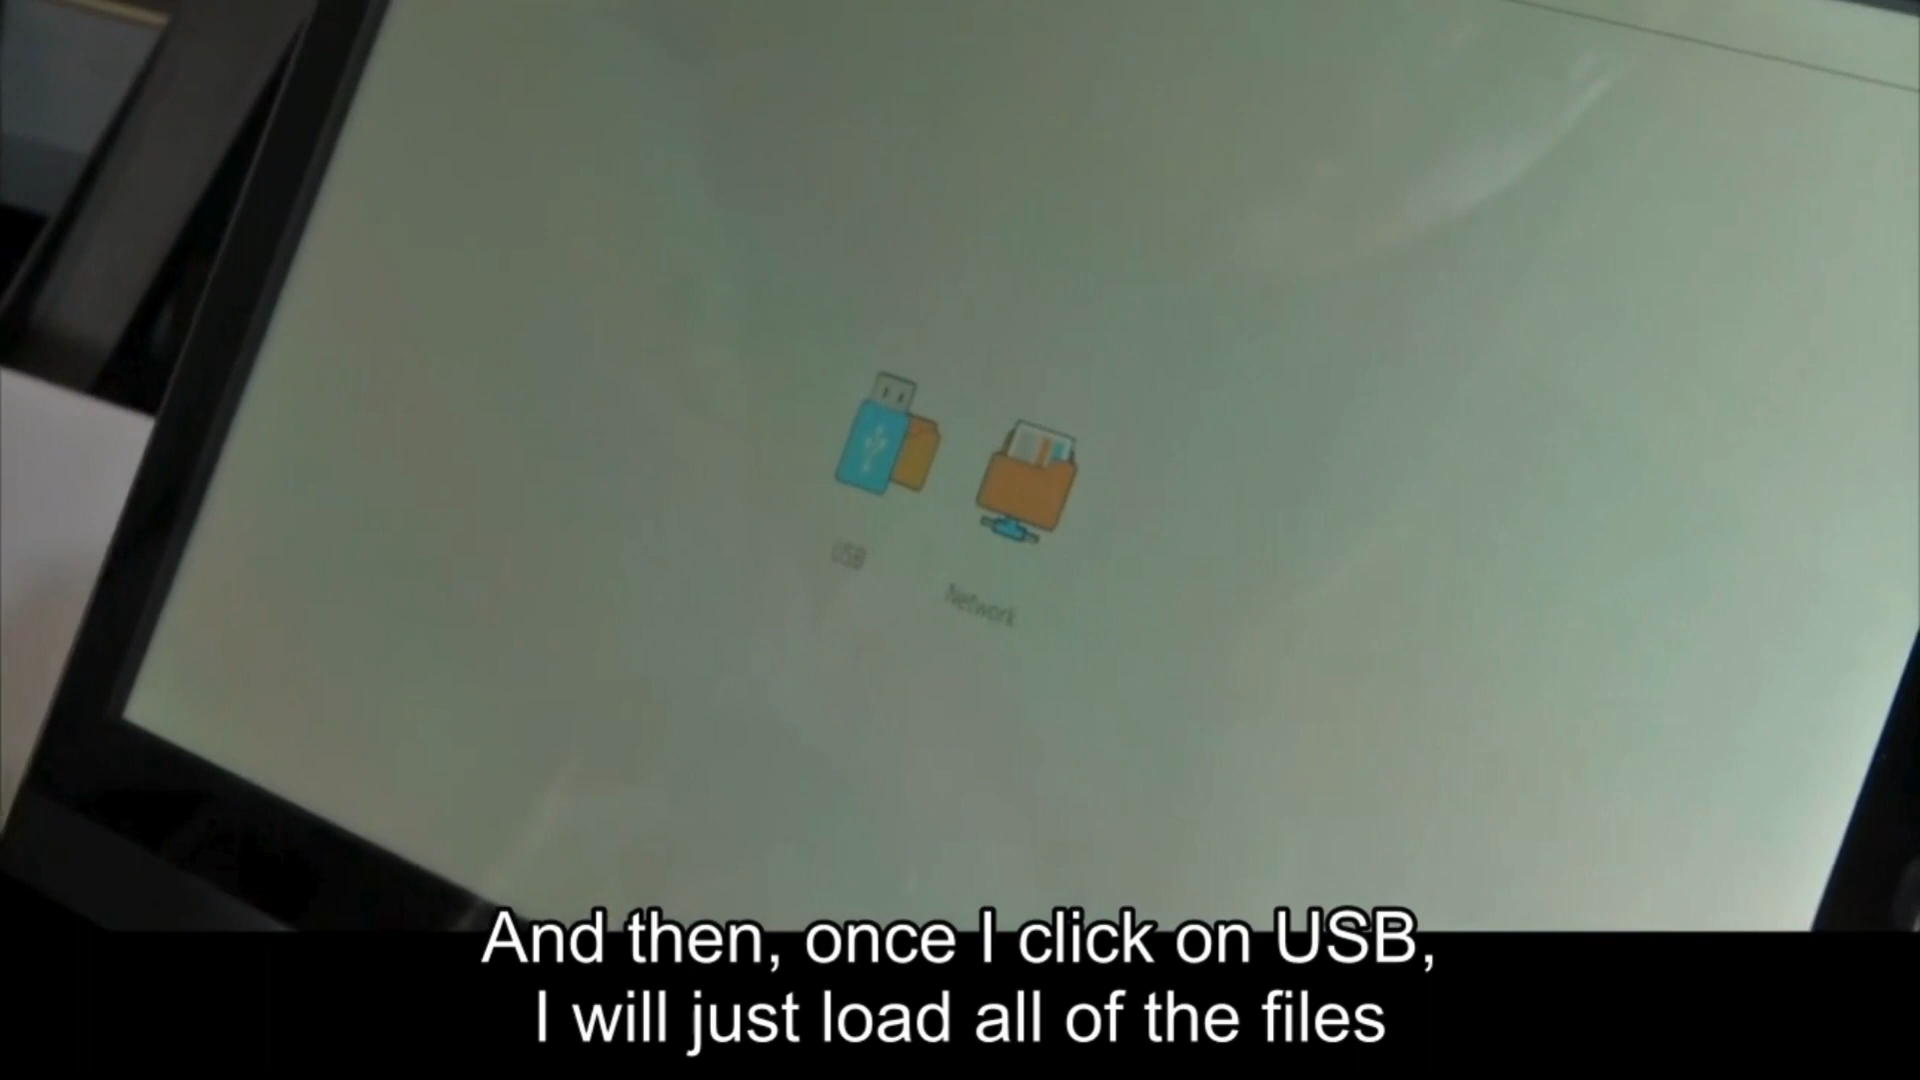 USB
Network
And then, once I click on USB,
I will just load all of the files